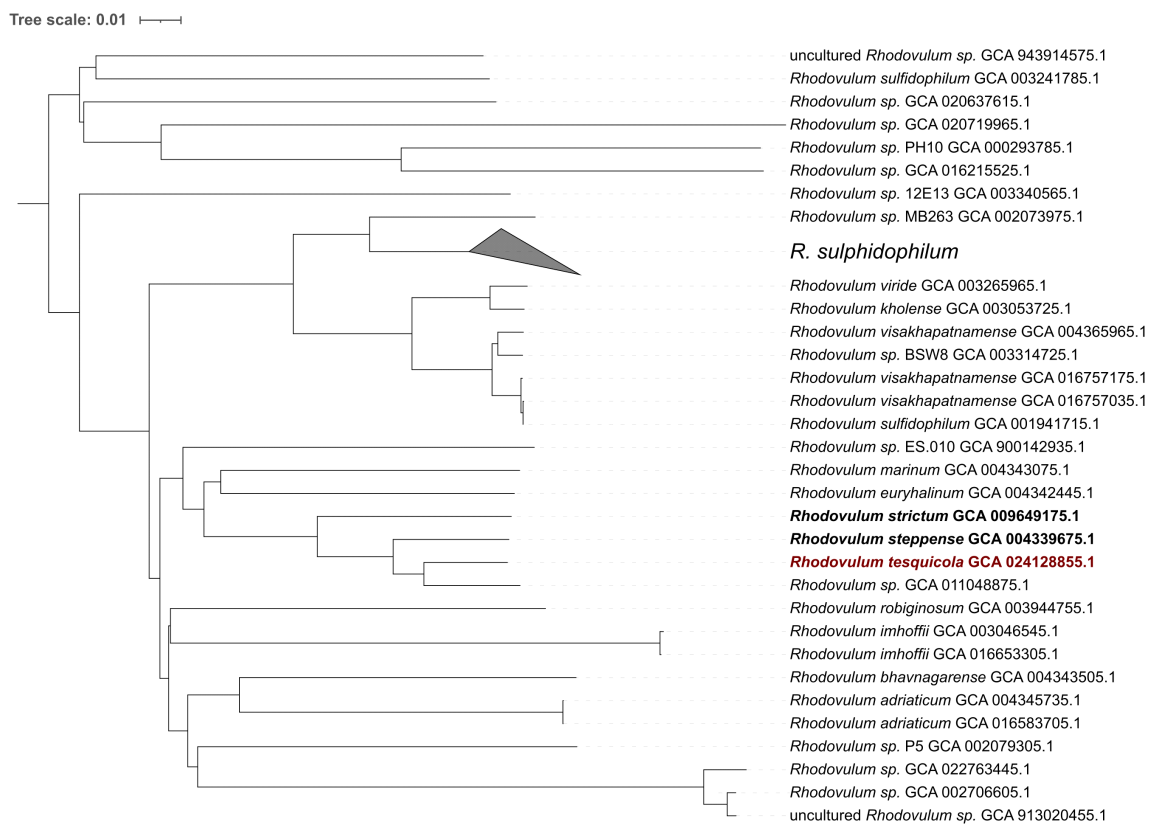 Tree scale: 0.01
uncultured Rhodovulum sp. GCA 943914575.1
Rhodovulum sulfidophilum GCA 003241785.1
Rhodovulum sp. GCA 020637615.1
Rhodovulum sp. GCA 020719965.1
Rhodovulum sp. PH10 GCA 000293785.1
Rhodovulum sp. GCA 016215525.1
Rhodovulum sp. 12E13 GCA 003340565.1
Rhodovulum sp. MB263 GCA 002073975.1
R. sulphidophilum
Rhodovulum viride GCA 003265965.1
Rhodovulum kholense GCA 003053725.1
Rhodovulum visakhapatnamense GCA 004365965.1
Rhodovulum sp. BSW8 GCA 003314725.1
Rhodovulum visakhapatnamense GCA 016757175.1
Rhodovulum visakhapatnamense GCA 016757035.1
Rhodovulum sulfidophilum GCA 001941715.1
Rhodovulum sp. ES.010 GCA 900142935.1
Rhodovulum marinum GCA 004343075.1
Rhodovulum euryhalinum GCA 004342445.1
Rhodovulum strictum GCA 009649175.1
Rhodovulum steppense GCA 004339675.1
Rhodovulum tesquicola GCA 024128855.1
Rhodovulum sp. GCA 011048875.1
Rhodovulum robiginosum GCA 003944755.1
Rhodovulum imhoffii GCA 003046545.1
Rhodovulum imhoffii GCA 016653305.1
Rhodovulum bhavnagarense GCA 004343505.1
Rhodovulum adriaticum GCA 004345735.1
Rhodovulum adriaticum GCA 016583705.1
Rhodovulum sp. P5 GCA 002079305.1
Rhodovulum sp. GCA 022763445.1
Rhodovulum sp. GCA 002706605.1
uncultured Rhodovulum sp. GCA 913020455.1